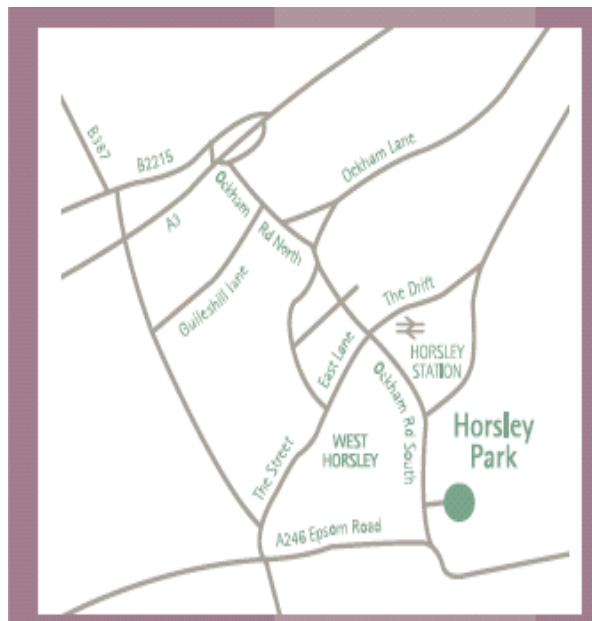 B387
B2215
A3
Ockham
Rd North
Ockham Lane
Guileshill lane
The Drift
HORSLEY
STATION
East Lane
Ockham Rd South
Horsley
Park
WEST
HORSLEY
The Street
A246 Epsom Road